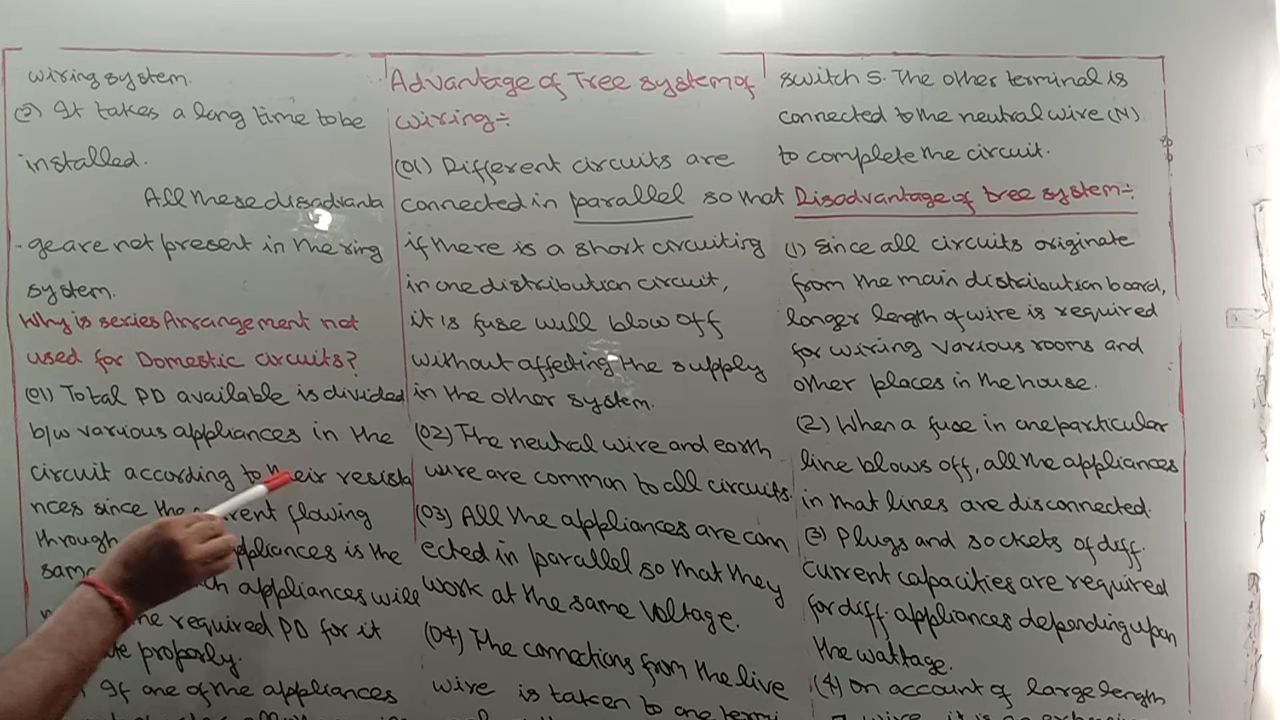 wiring system.
(2) It takes a long time to be
installed.
All these disadvanta
-ge are not present in the ring
system.
Why is series Arrangement not
used for Domestic circuits?
(01) Total PD available is divided
b/w various appliances in the
circuit according to their resista
nces since the current flowing
through appliances is the
appliances will
the required PD for it
properly.
If one of the appliances
Advantage of Tree system of
wiring:-
(01) Different circuits are
connected in parallel so that
if there is a short circuiting
in one distribution circuit,
it is fuse will blow off
without affecting the supply
in the other system.
(02) The neutral wire and earth
wire are common to all circuits.
(03) All the appliances are conn
ected in parallel so that they
work at the same voltage.
(04) The connections from the live
wire is taken to one termi
switch S. The other terminal is
connected to the neutral wire (N)
to complete the circuit.
Disadvantage of tree system:-
(1) Since all circuits originate
from the main distribution board,
longer length of wire is required
for wiring various rooms and
other places in the house.
(2) When a fuse in one particular
line blows off, all the appliances
in that lines are disconnected.
(3) Plugs and sockets of diff.
current capacities are required
for diff. appliances depending upon
the wattage.
(4) On account of large length